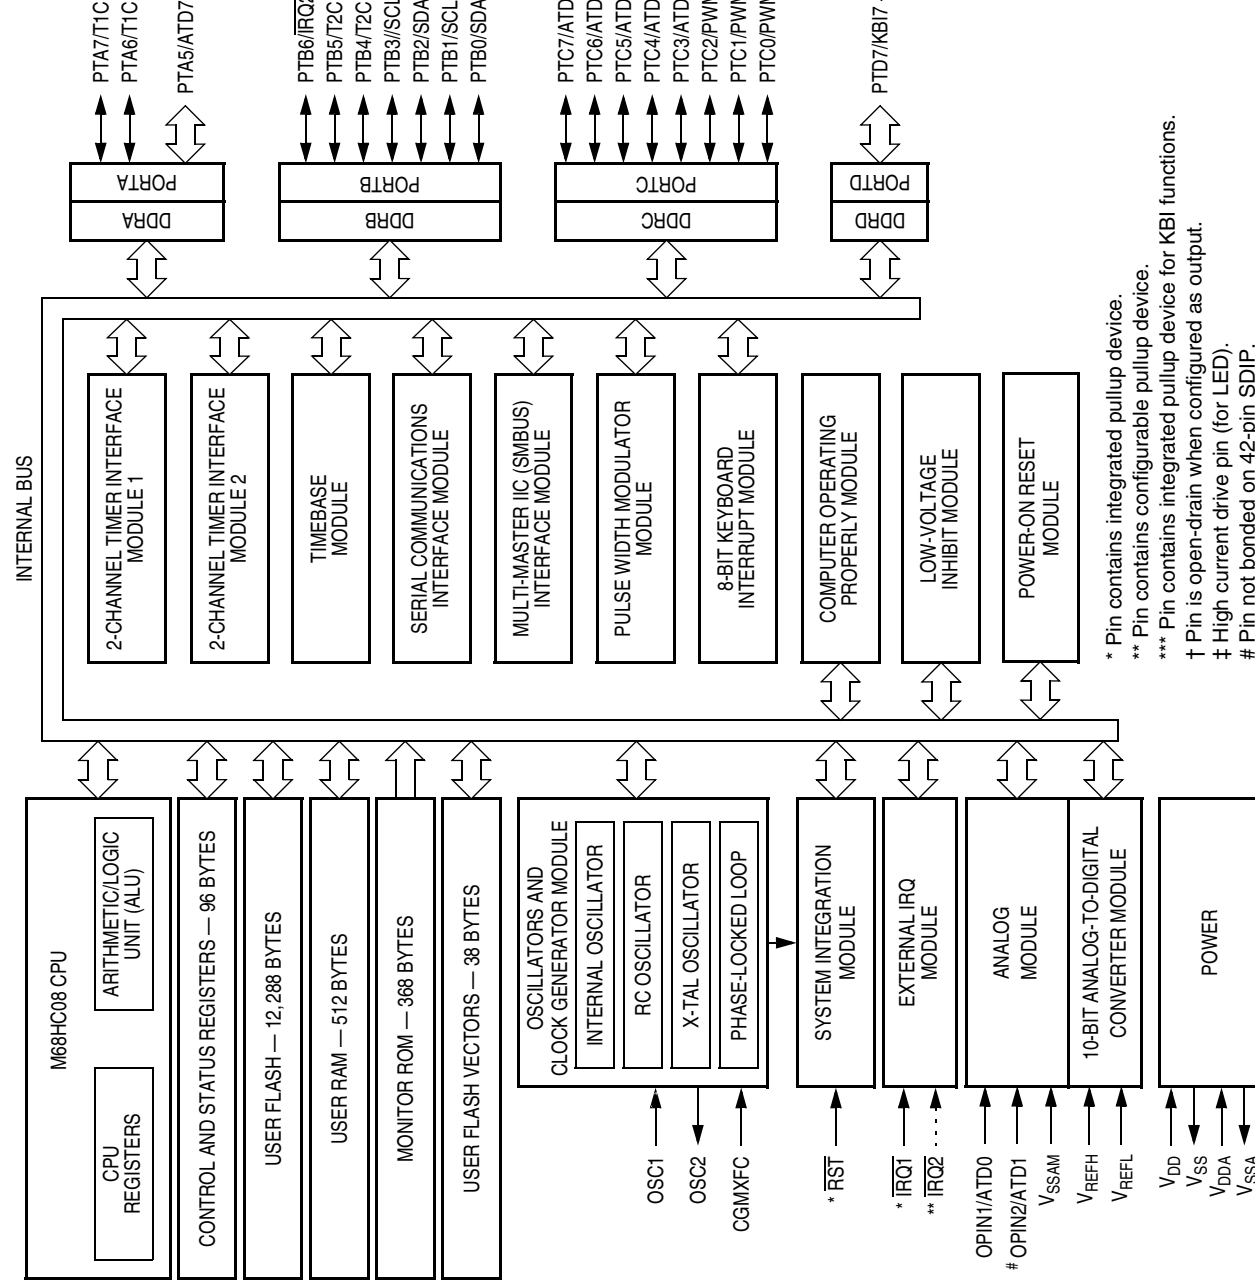 INTERNAL BUS
M68HC08 CPU
CPU
REGISTERS
ARITHMETIC/LOGIC
UNIT (ALU)
CONTROL AND STATUS REGISTERS — 96 BYTES
USER FLASH — 12,288 BYTES
USER RAM — 512 BYTES
MONITOR ROM — 368 BYTES
USER FLASH VECTORS — 38 BYTES
OSCILLATORS AND
CLOCK GENERATOR MODULE
INTERNAL OSCILLATOR
RC OSCILLATOR
X-TAL OSCILLATOR
PHASE-LOCKED LOOP
OSC1
OSC2
CGMXFC
SYSTEM INTEGRATION
MODULE
* RST
EXTERNAL IRQ
MODULE
* IRQ1
** IRQ2
ANALOG
MODULE
OPIN1/ATD0
# OPIN2/ATD1
VSSAM
10-BIT ANALOG-TO-DIGITAL
CONVERTER MODULE
VREFH
VREFL
POWER
VDD
VSS
VDDA
VSSA
2-CHANNEL TIMER INTERFACE
MODULE 1
2-CHANNEL TIMER INTERFACE
MODULE 2
TIMEBASE
MODULE
SERIAL COMMUNICATIONS
INTERFACE MODULE
MULTI-MASTER IIC (SMBUS)
INTERFACE MODULE
PULSE WIDTH MODULATOR
MODULE
8-BIT KEYBOARD
INTERRUPT MODULE
COMPUTER OPERATING
PROPERLY MODULE
LOW-VOLTAGE
INHIBIT MODULE
POWER-ON RESET
MODULE
DDRA
PORTA
PTA7/T1C
PTA6/T1C
PTA5/ATD7
DDRB
PORTB
PTB6/IRQ2
PTB5/T2C
PTB4/T2C
PTB3//SCL
PTB2/SDA
PTB1/SCL
PTB0/SDA
DDRC
PORTC
PTC7/ATD
PTC6/ATD
PTC5/ATD
PTC4/ATD
PTC3/ATD
PTC2/PWM
PTC1/PWM
PTC0/PWM
DDRD
PORTD
PTD7/KBI7
* Pin contains integrated pullup device.
** Pin contains configurable pullup device.
*** Pin contains integrated pullup device for KBI functions.
† Pin is open-drain when configured as output.
‡ High current drive pin (for LED).
# Pin not bonded on 42-pin SDIP.